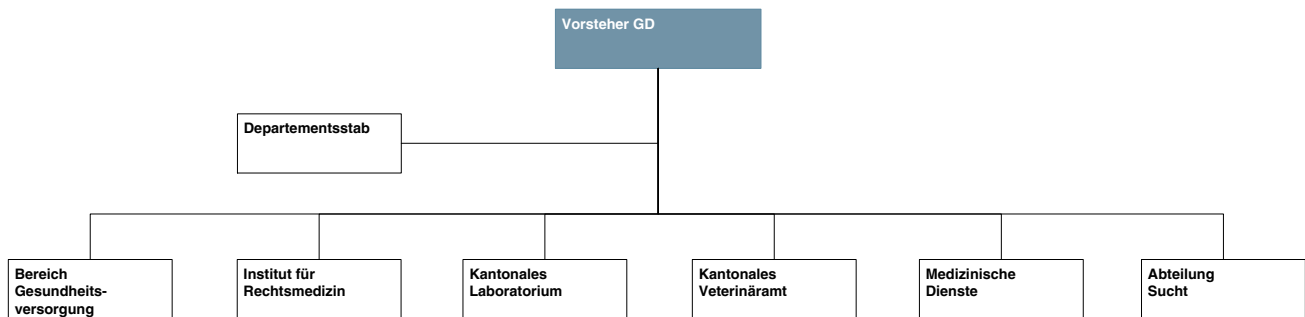 Vorsteher GD
Departementsstab
Bereich
Gesundheits-
versorgung
Institut für
Rechtsmedizin
Kantonales
Laboratorium
Kantonales
Veterinäramt
Medizinische
Dienste
Abteilung
Sucht